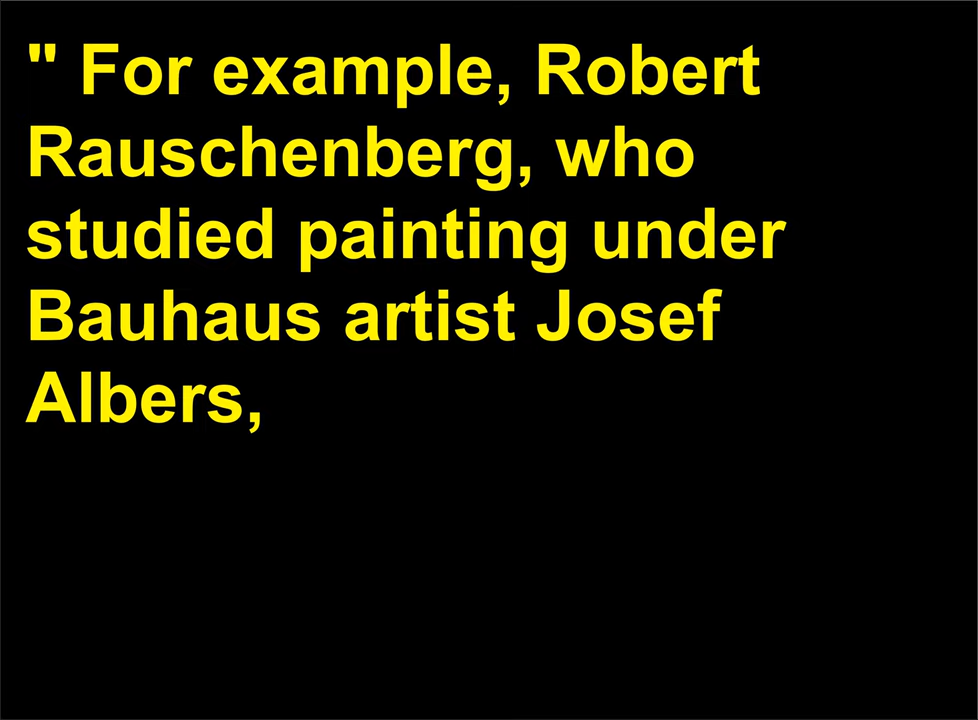 " For example, Robert
Rauschenberg, who
studied painting under
Bauhaus artist Josef
Albers,